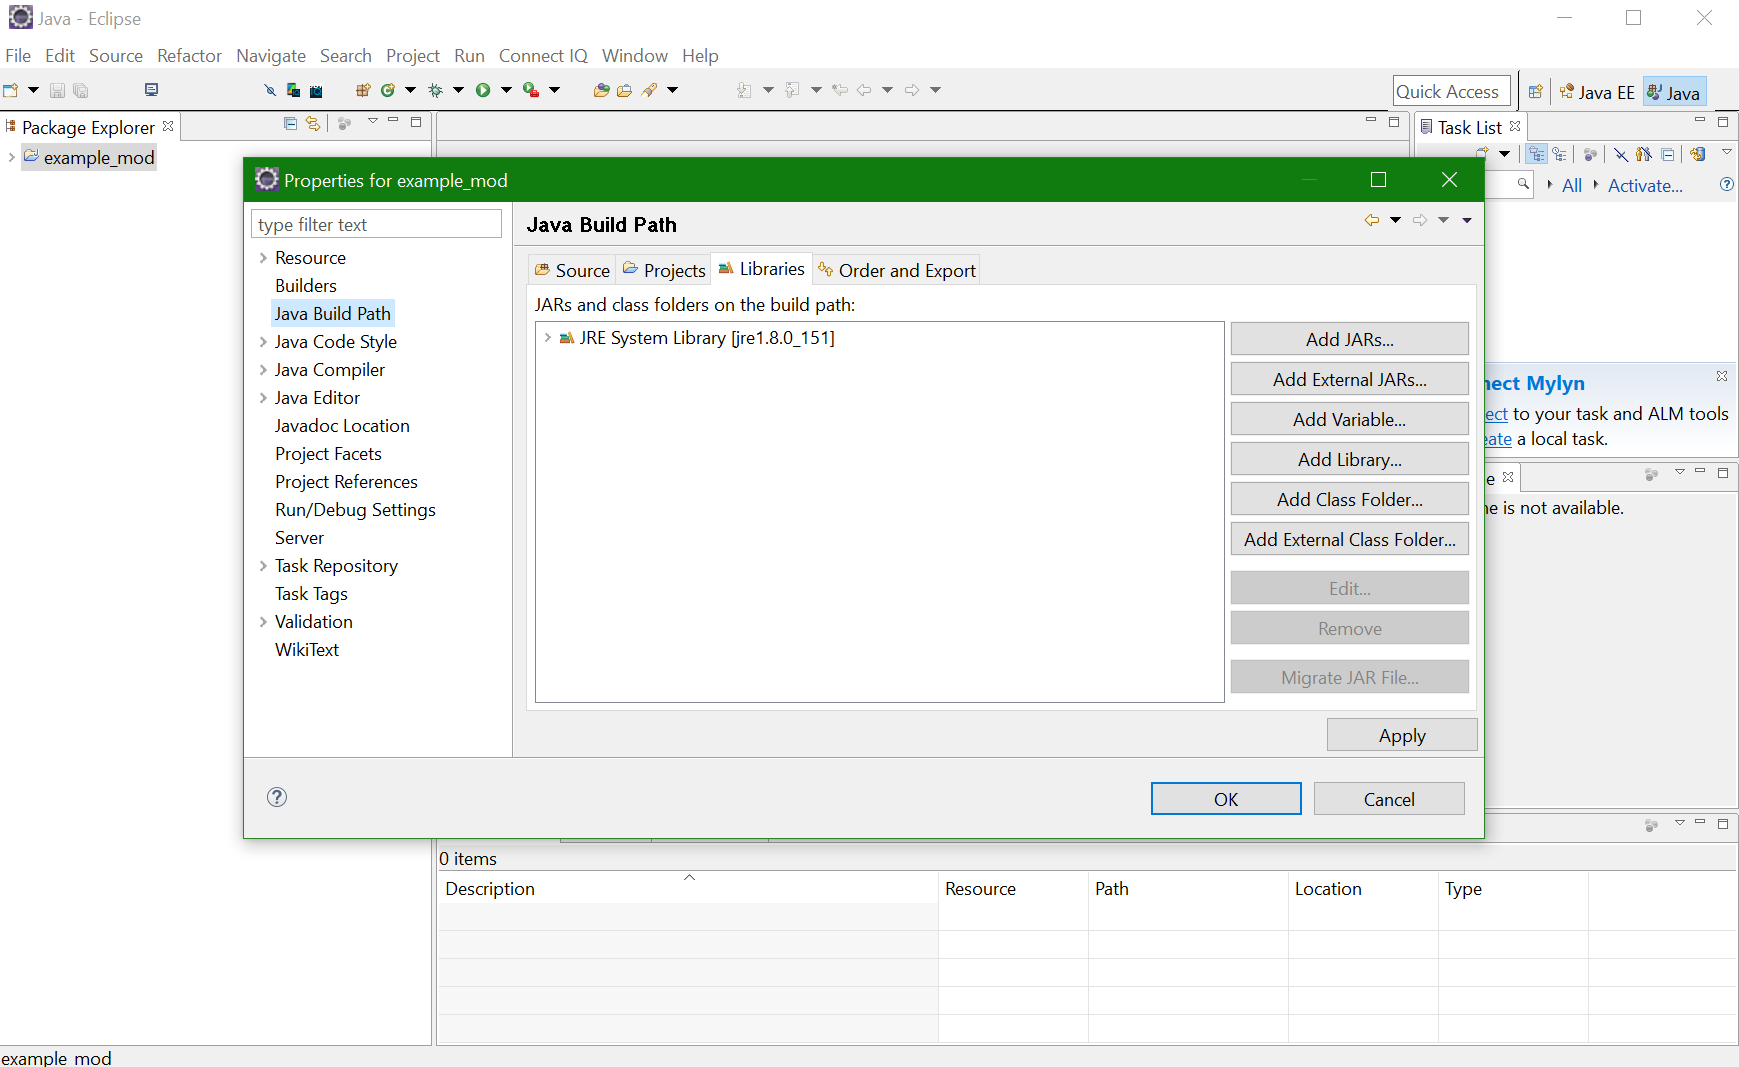 Java - Eclipse
File Edit Source Refactor Navigate Search Project Run Connect IQ Window Help
Quick Access
Java EE
Java
Package Explorer
Task List
example_mod
All
Activate...
Properties for example_mod
type filter text
Resource
Builders
Java Build Path
Java Code Style
Java Compiler
Java Editor
Javadoc Location
Project Facets
Project References
Run/Debug Settings
Server
Task Repository
Task Tags
Validation
WikiText
Java Build Path
Source
Projects
Libraries
Order and Export
JARs and class folders on the build path:
JRE System Library [jre1.8.0_151]
Add JARs...
Add External JARs...
Add Variable...
Add Library...
Add Class Folder...
Add External Class Folder...
Edit...
Remove
Migrate JAR File...
Apply
OK
Cancel
Mylyn
to your task and ALM tools
a local task.
is not available.
0 items
Description Resource Path Location Type
example_mod